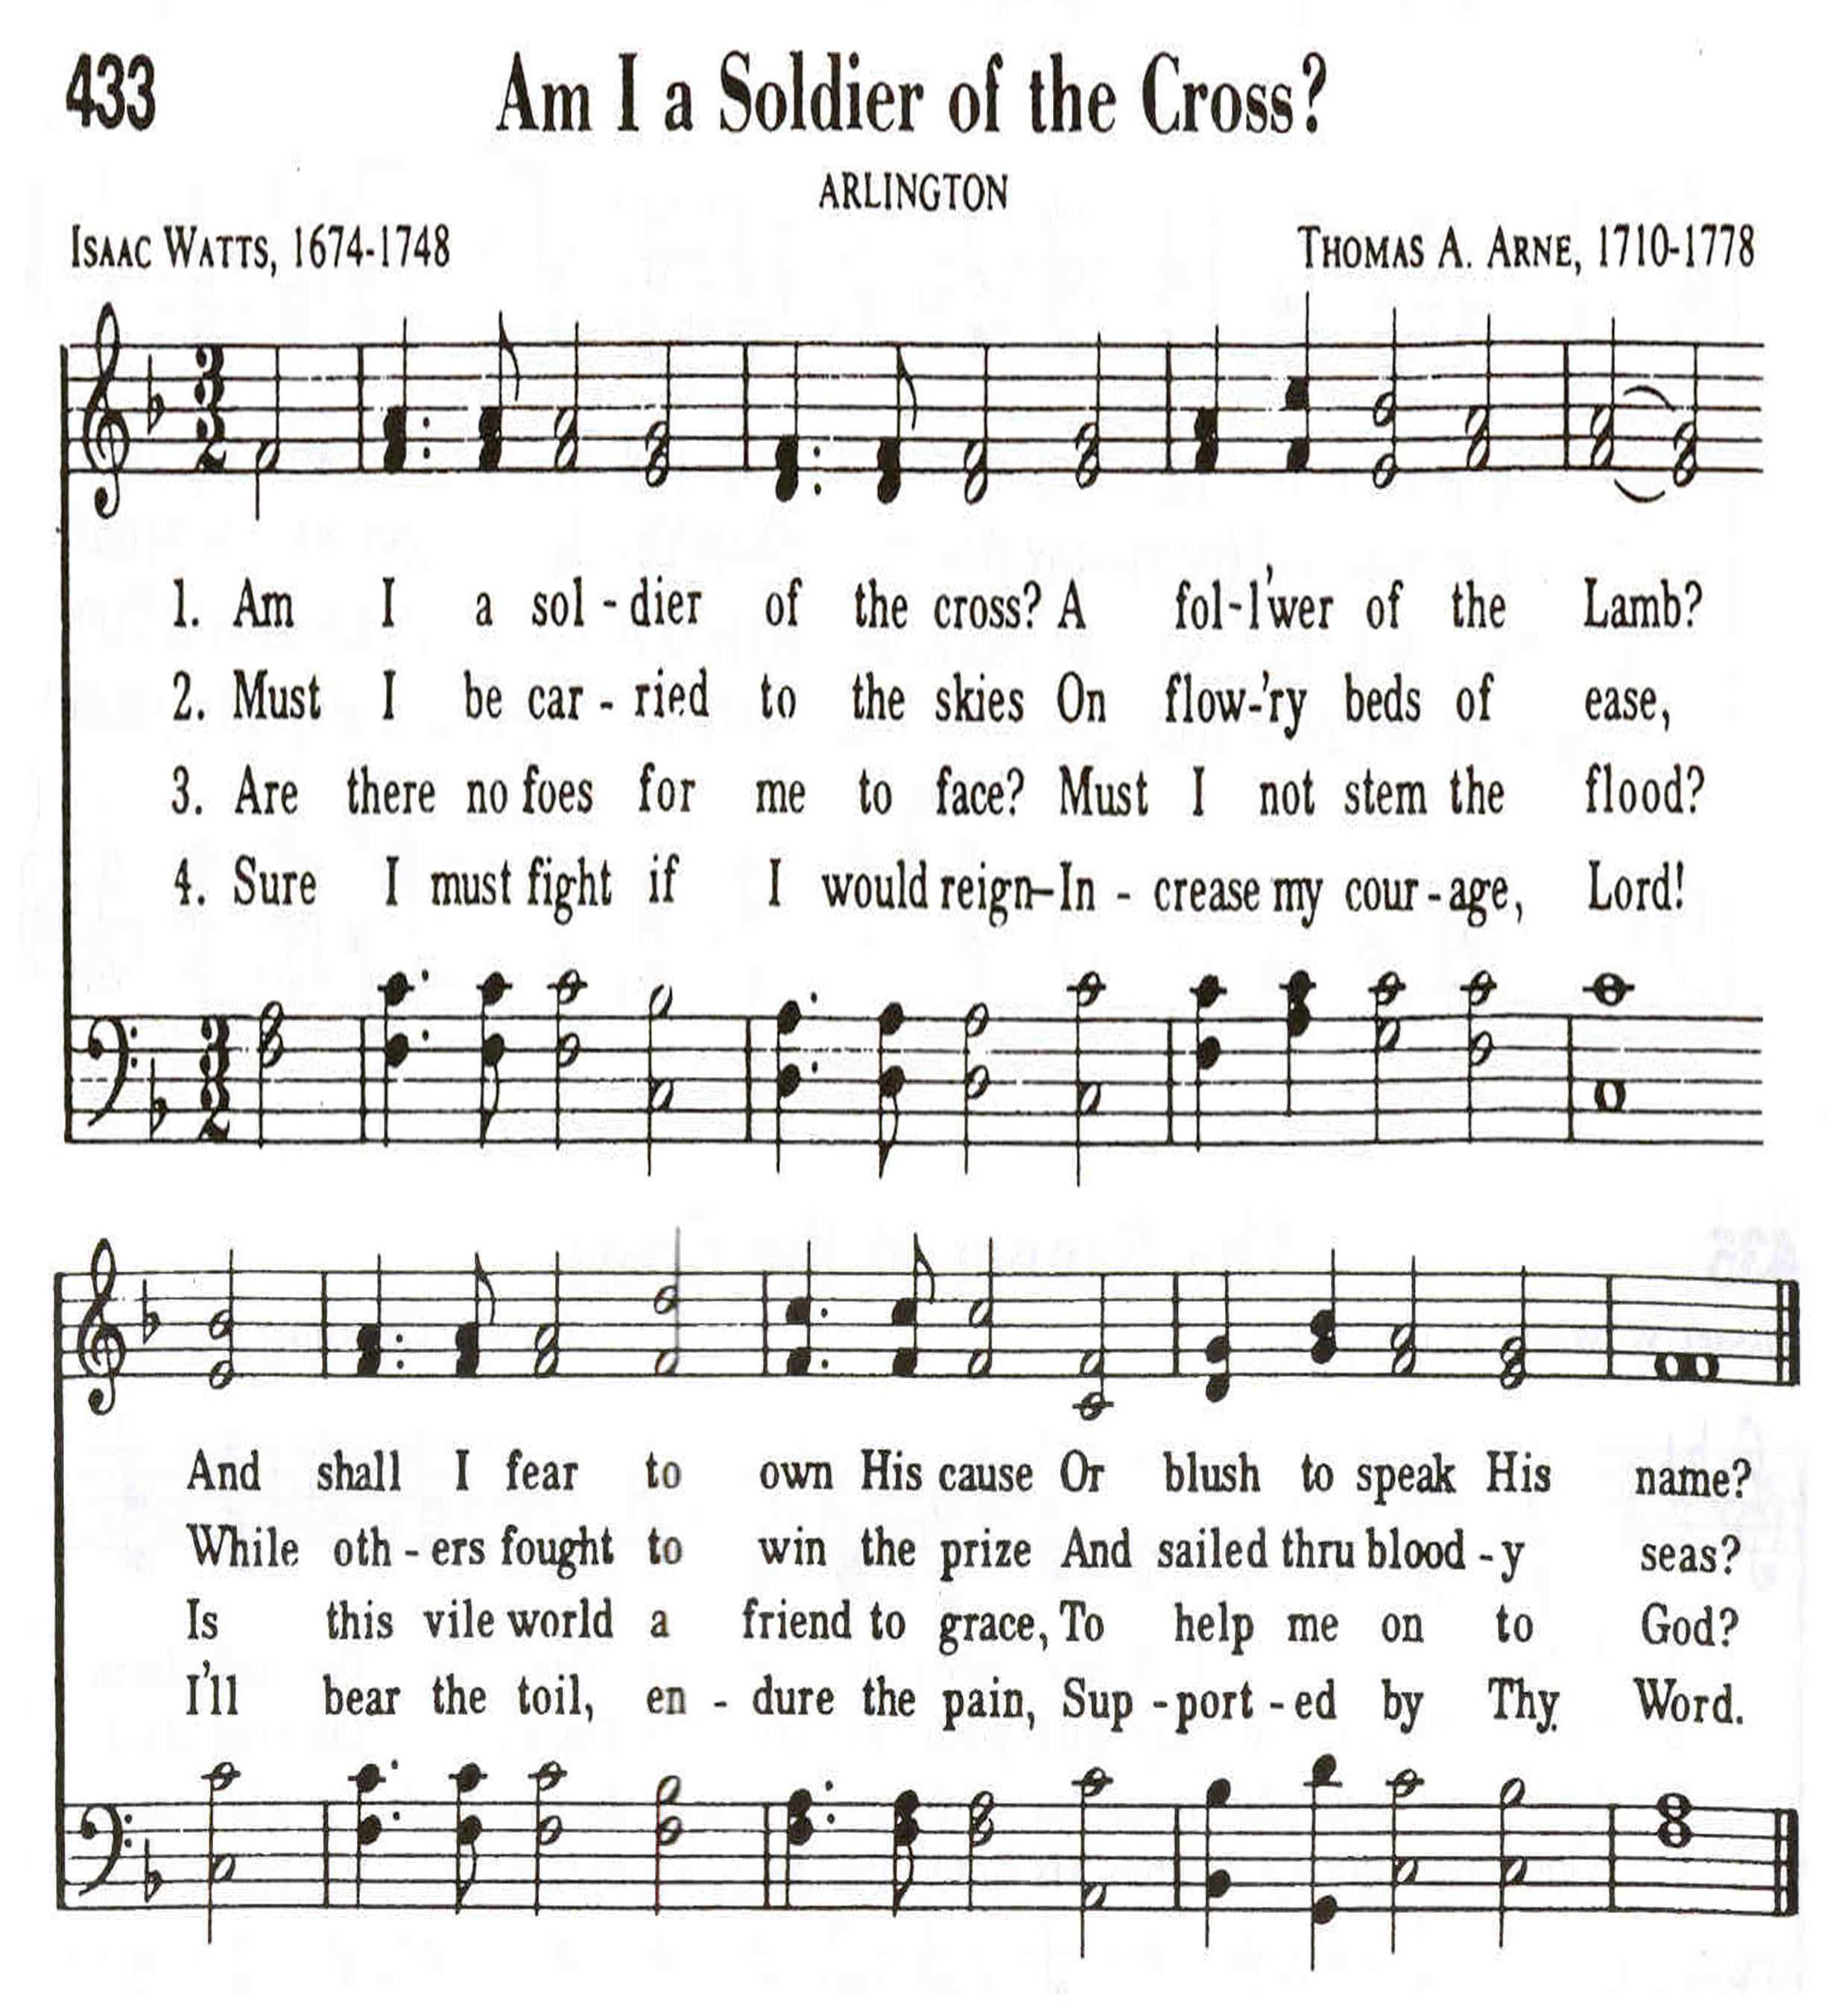 433
Am I a Soldier of the Cross?
ARLINGTON
ISAAC WATTS, 1674-1748
THOMAS A. ARNE, 1710-1778
3 2
1. Am I a sol - dier of the cross? A fol-l'wer of the Lamb?
2. Must I be car - ried to the skies On flow-'ry beds of ease,
3. Are there no foes for me to face? Must I not stem the flood?
4. Sure I must fight if I would reign–In - crease my cour - age, Lord!
3 2
And shall I fear to own His cause Or blush to speak His name?
While oth - ers fought to win the prize And sailed thru blood - y seas?
Is this vile world a friend to grace, To help me on to God?
I'll bear the toil, en - dure the pain, Sup - port - ed by Thy Word.